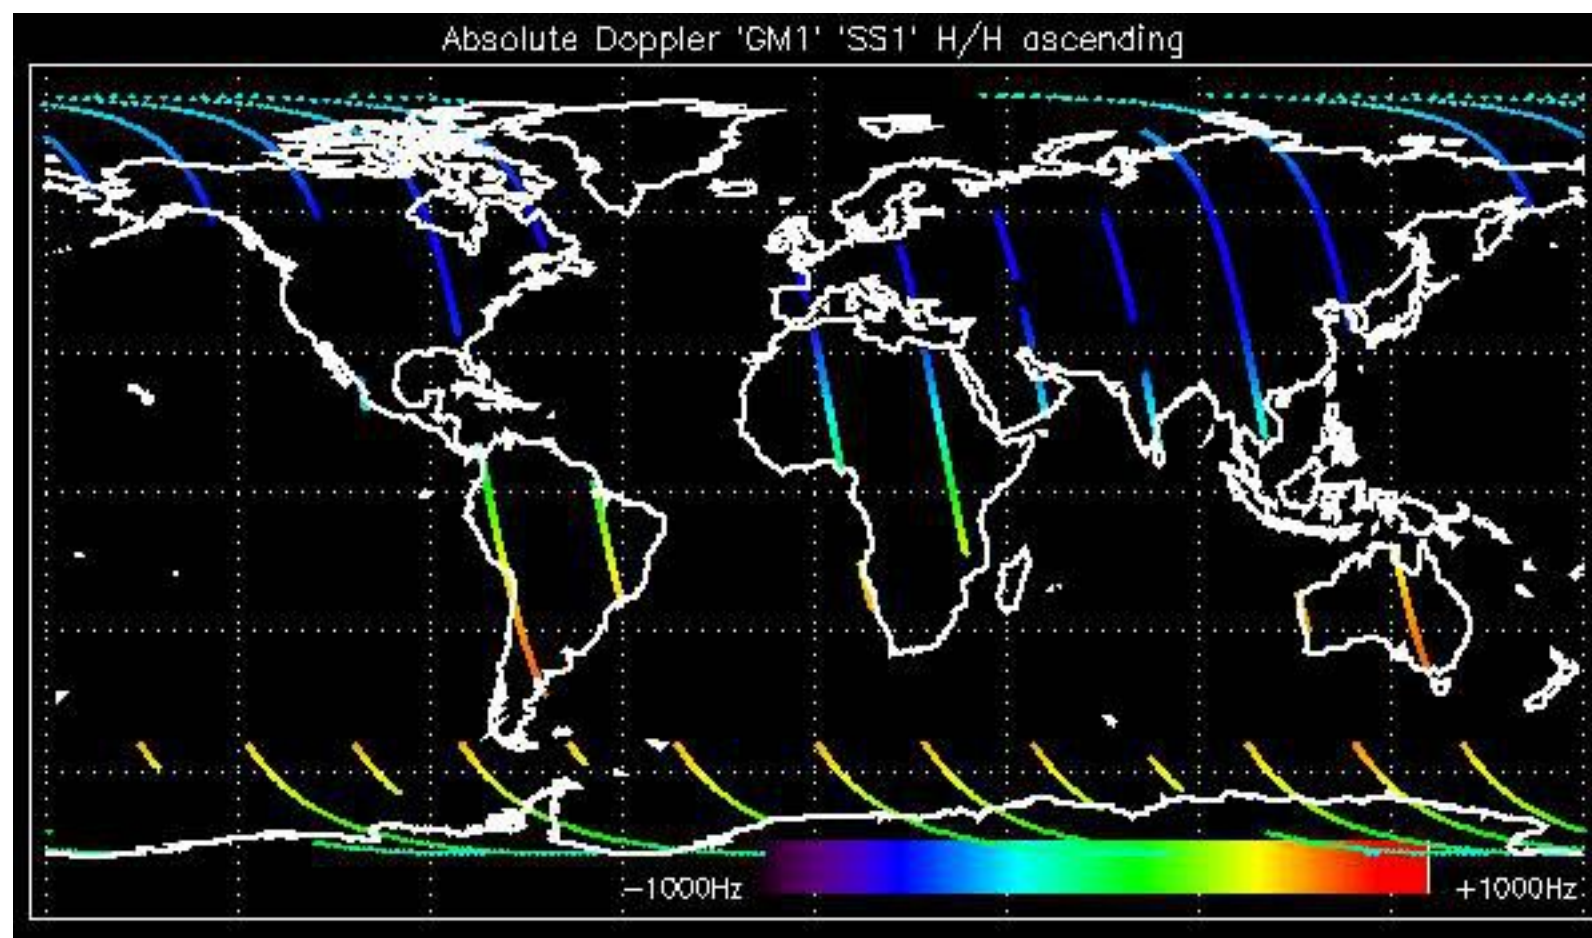 Absolute Doppler 'GM1' 'SS1' H/H ascending
-1000Hz
+1000Hz